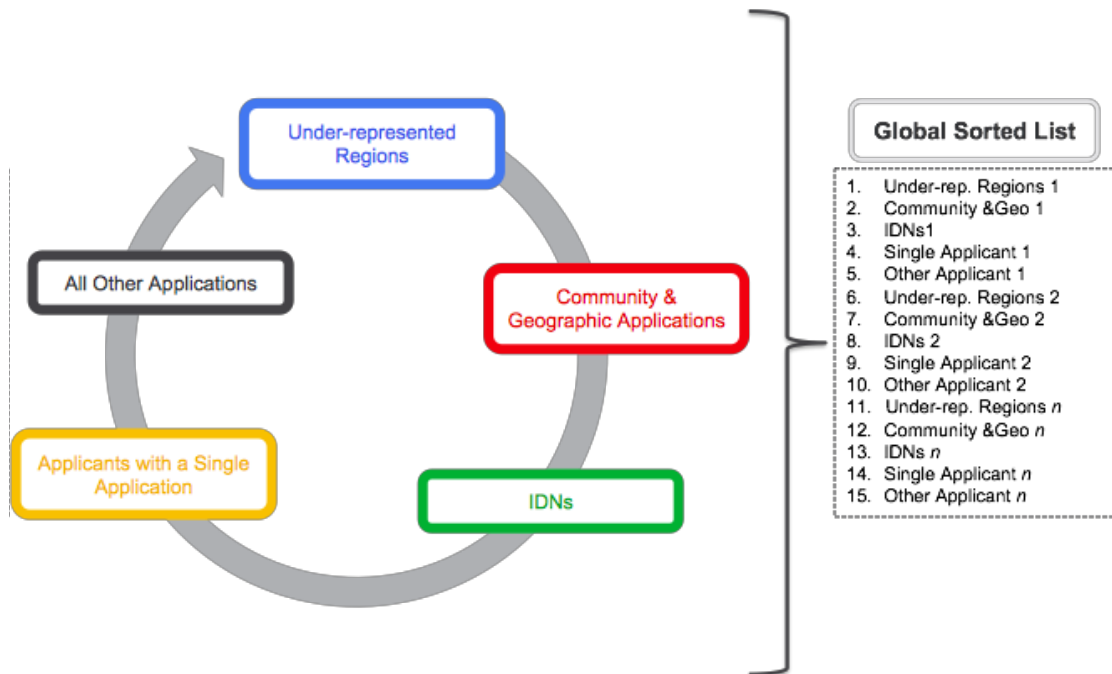 Under-represented
Regions
Community &
Geographic Applications
IDNs
Applicants with a Single
Application
All Other Applications
Global Sorted List
1. Under-rep. Regions 1
2. Community &Geo 1
3. IDNs1
4. Single Applicant 1
5. Other Applicant 1
6. Under-rep. Regions 2
7. Community &Geo 2
8. IDNs 2
9. Single Applicant 2
10. Other Applicant 2
11. Under-rep. Regions n
12. Community &Geo n
13. IDNs n
14. Single Applicant n
15. Other Applicant n